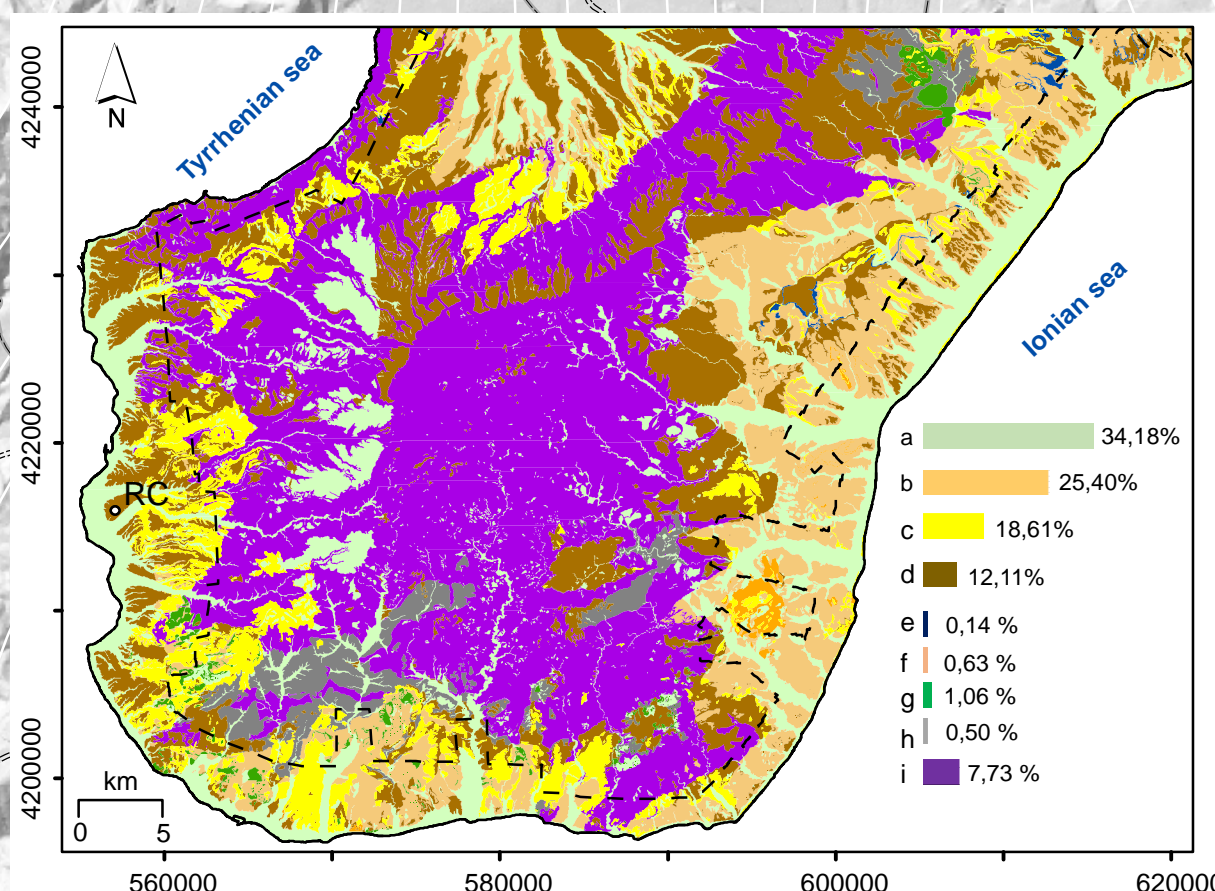 N
Tyrrhenian sea
Ionian sea
RC
a 34,18%
b 25,40%
c 18,61%
d 12,11%
e 0,14 %
f 0,63 %
g 1,06 %
h 0,50 %
i 7,73 %
km
0 5
4240000
4220000
4200000
560000 580000 600000 620000